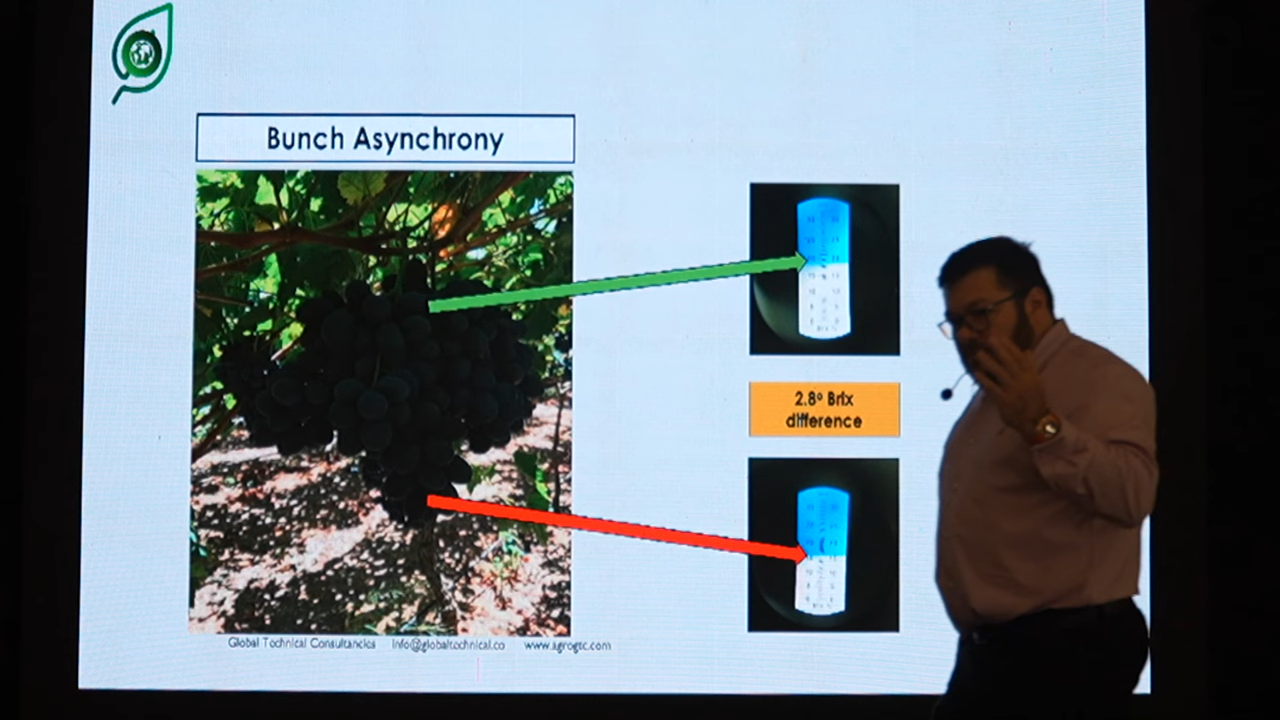 Bunch Asynchrony
2.8º Brix
difference
Global Technical Consultancies info@globaltechnical.co www.agrogtc.com